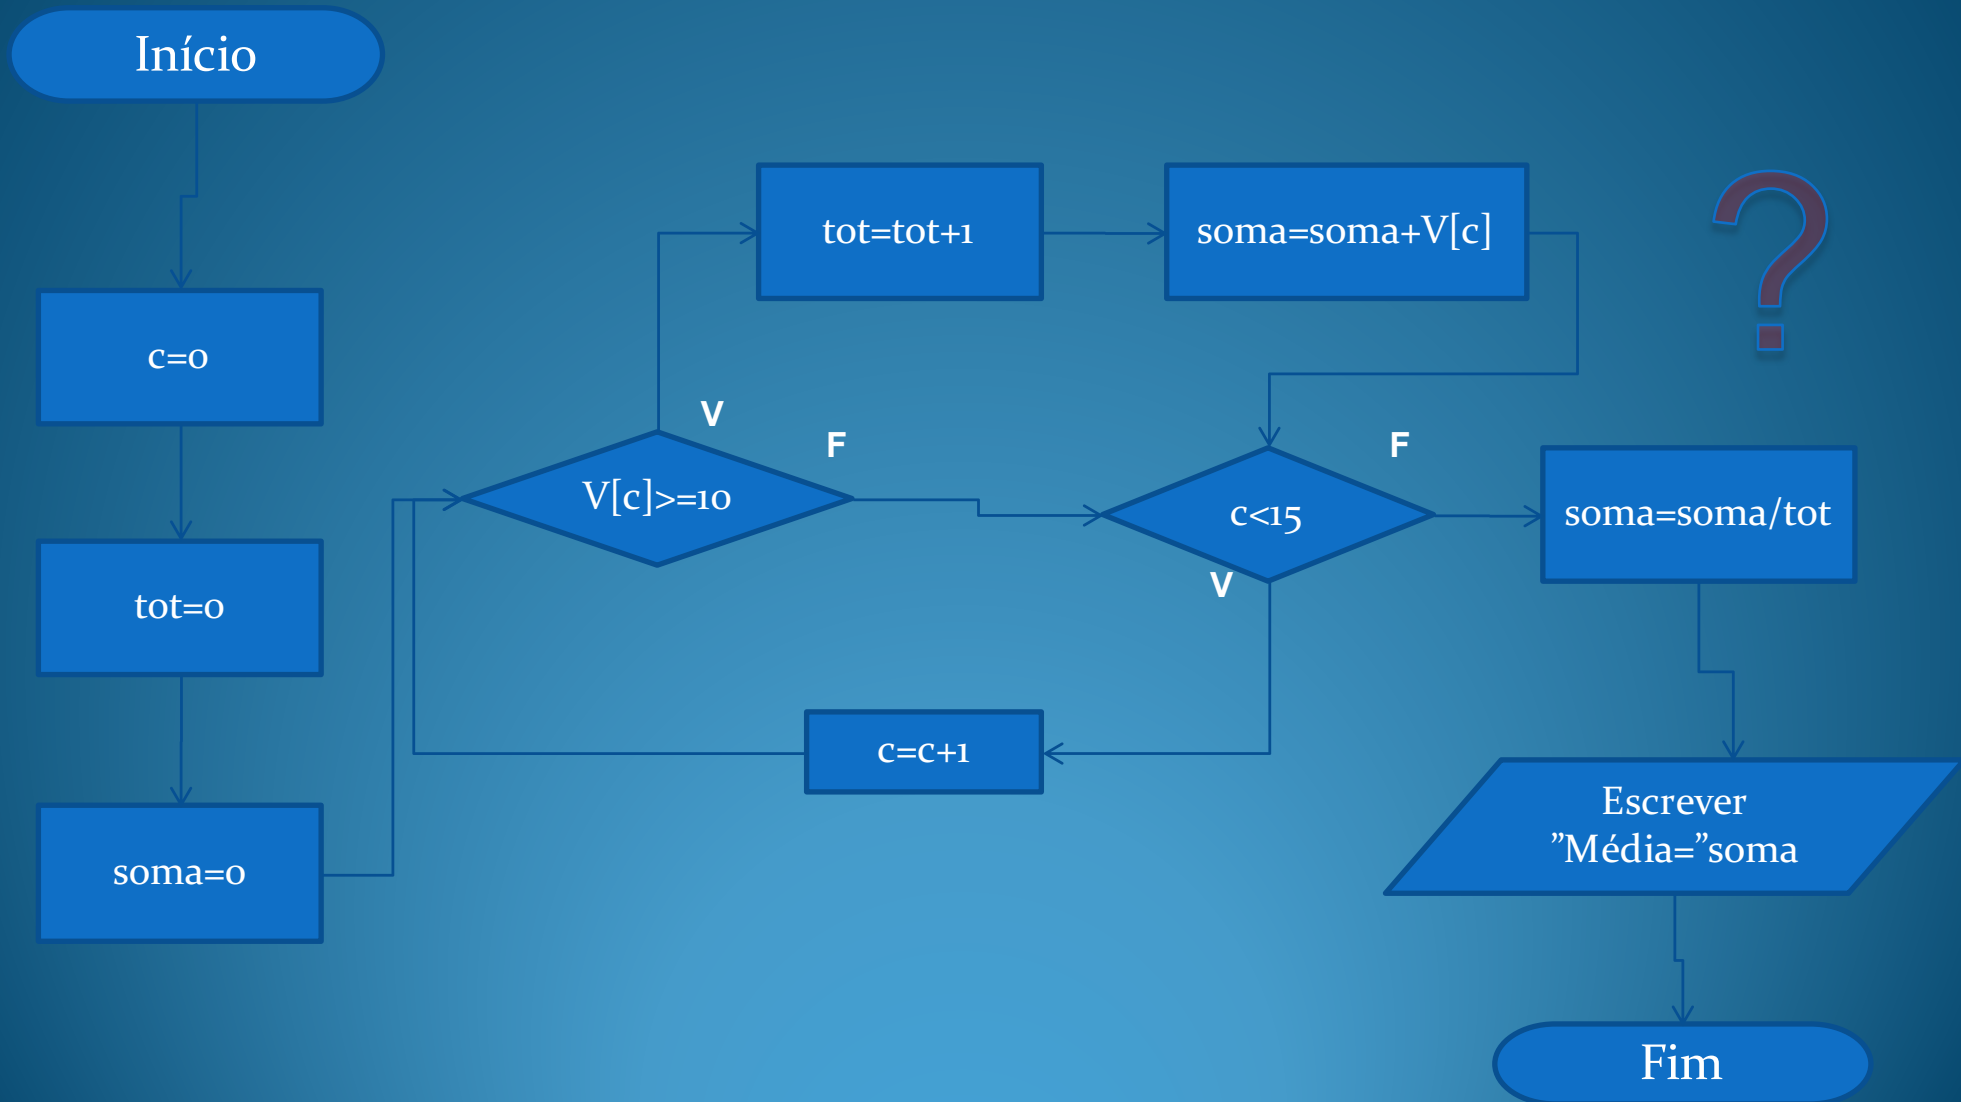 Início
c=0
tot=0
soma=0
V[c]>=10
V
F
tot=tot+1
soma=soma+V[c]
?
c<15
F
V
c=c+1
soma=soma/tot
Escrever
”Média=”soma
Fim